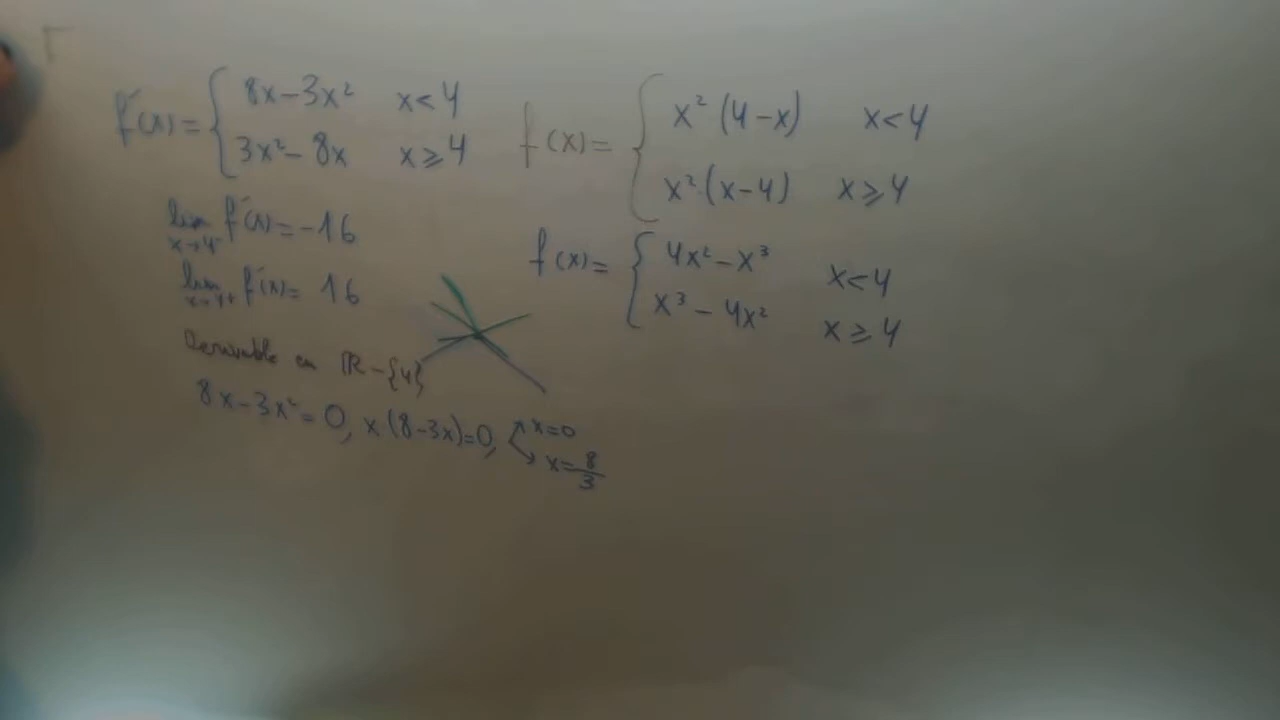 f'(x)= { 8x-3x² x<4
3x²-8x x≥4
lim x→4⁻ f'(x)=-16
lim x→4⁺ f'(x)= 16
Derivable en ℝ-{4}
8x-3x²=0, x(8-3x)=0, x=0
x=8/3
f(x)= { x²(4-x) x<4
x²·(x-4) x≥4
f(x)= { 4x²-x³ x<4
x³-4x² x≥4